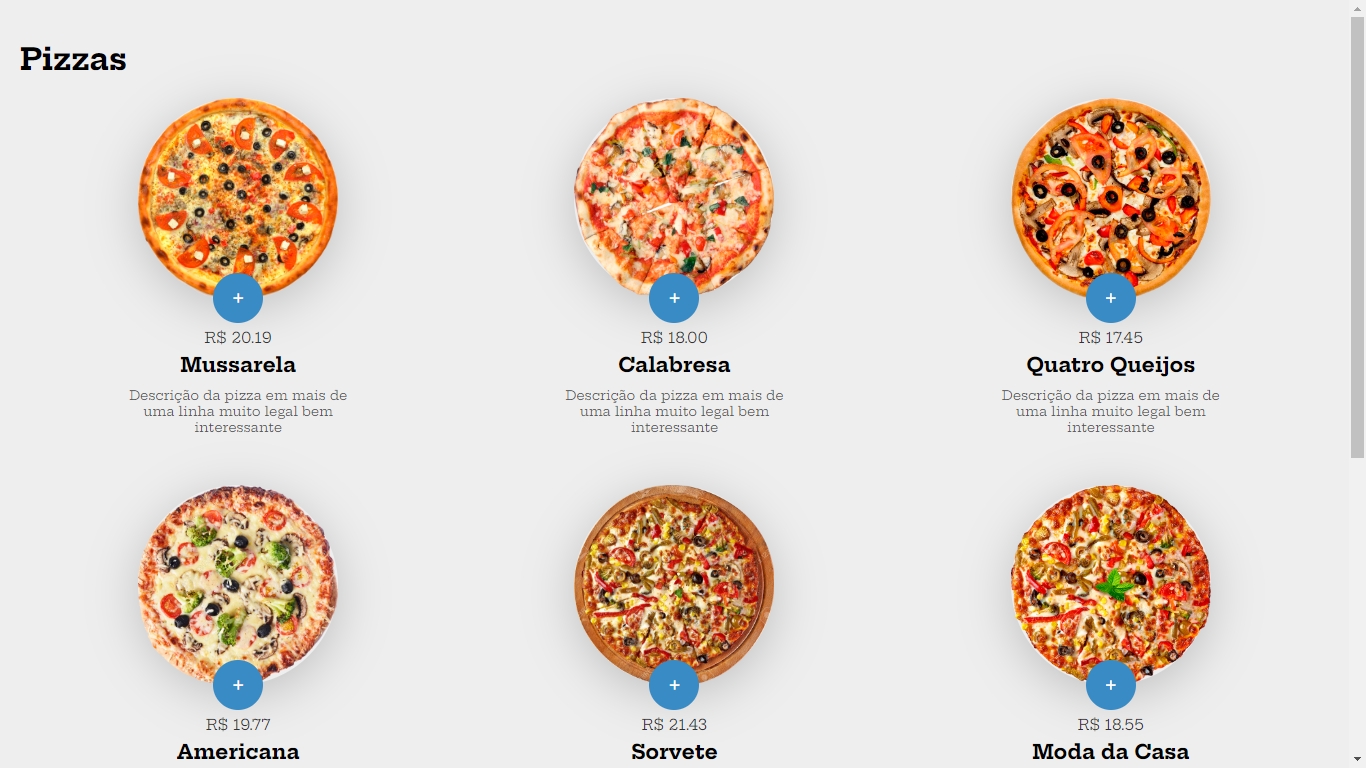 Pizzas
+
+
+
R$ 20.19
R$ 18.00
R$ 17.45
Mussarela
Calabresa
Quatro Queijos
Descrição da pizza em mais de
uma linha muito legal bem
interessante
Descrição da pizza em mais de
uma linha muito legal bem
interessante
Descrição da pizza em mais de
uma linha muito legal bem
interessante
+
+
+
R$ 19.77
R$ 21.43
R$ 18.55
Americana
Sorvete
Moda da Casa